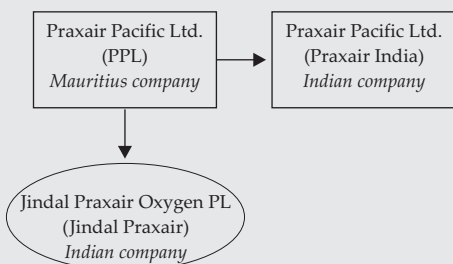 Praxair Pacific Ltd.
(PPL)
Mauritius company
Praxair Pacific Ltd.
(Praxair India)
Indian company
Jindal Praxair Oxygen PL
(Jindal Praxair)
Indian company